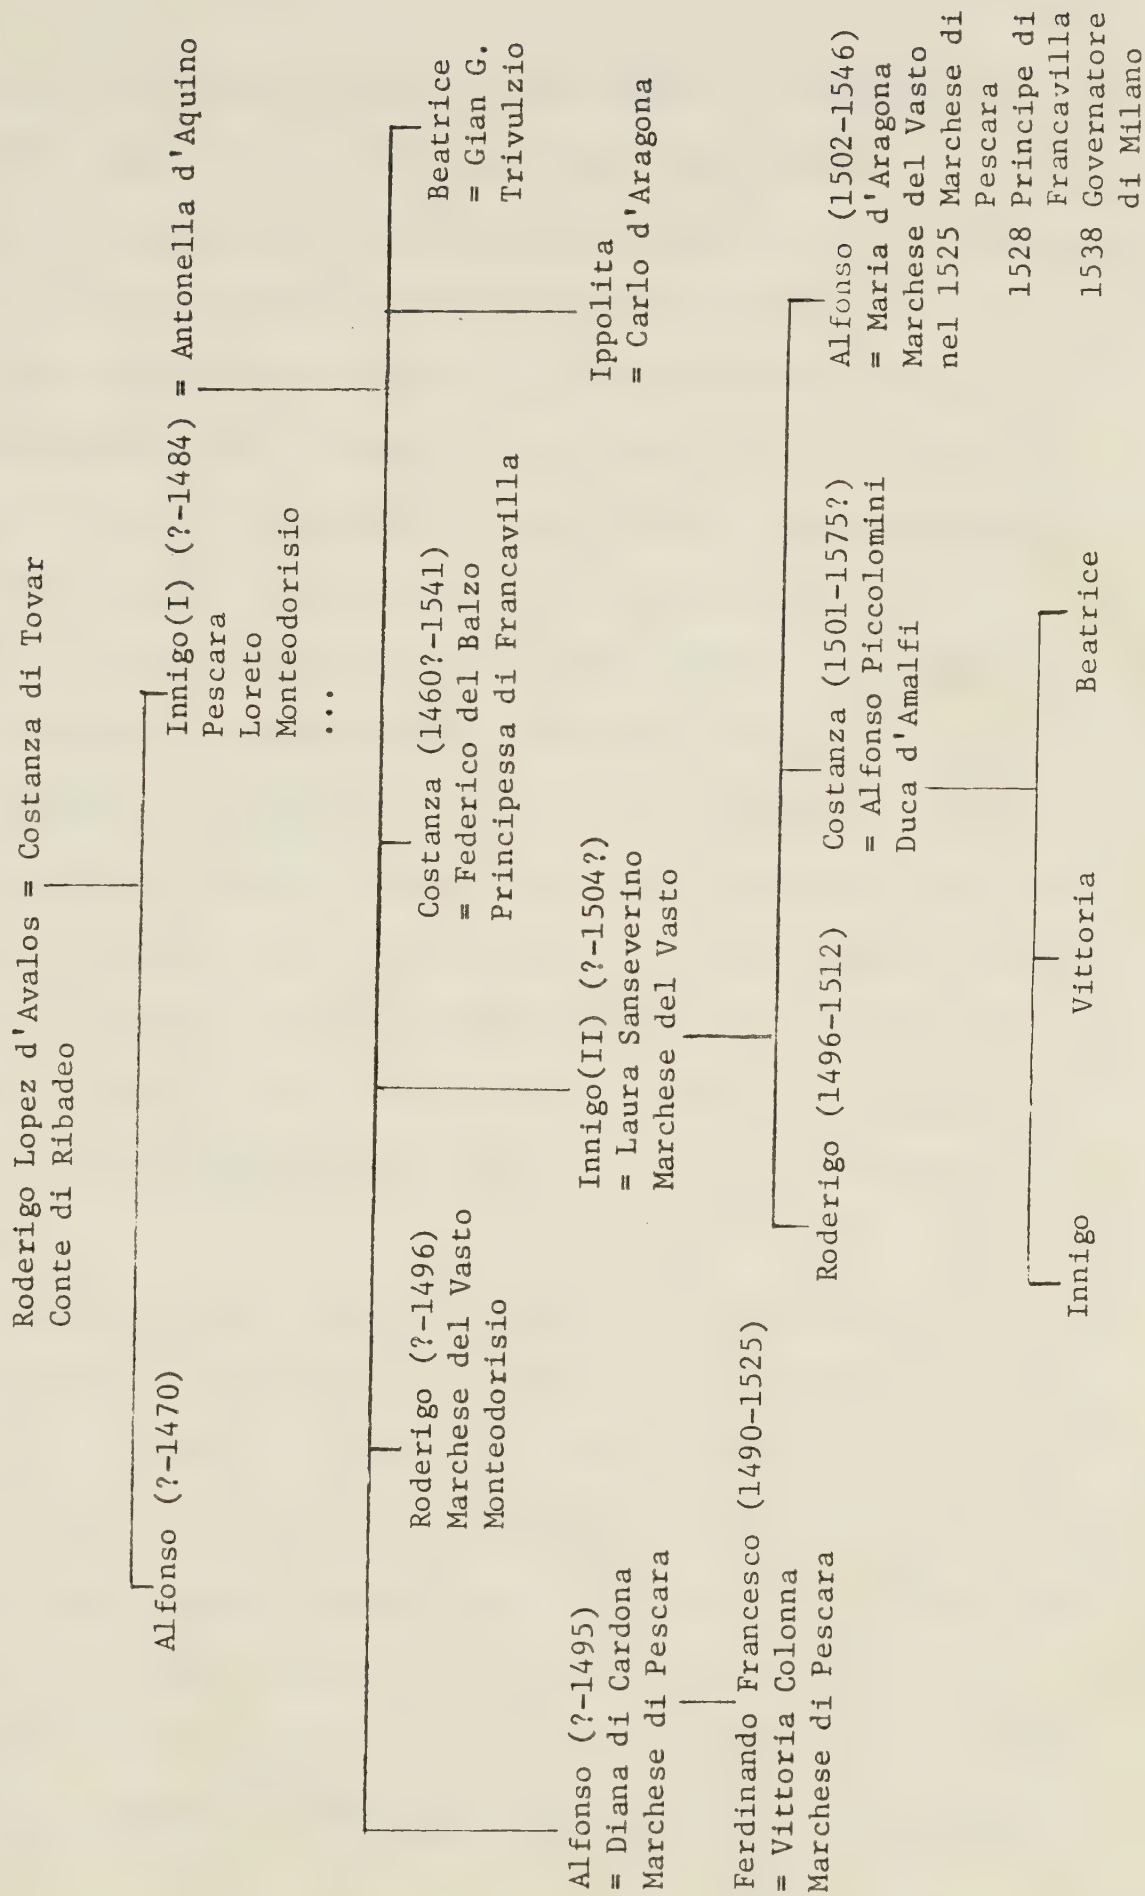 Roderigo Lopez d'Avalos = Costanza di Tovar
Conte di Ribadeo
Alfonso (?-1470)
Innigo(I) (?-1484) = Antonella d'Aquino
Pescara
Loreto
Monteodorisio
...
Alfonso (?-1495)
= Diana di Cardona
Marchese di Pescara
Roderigo (?-1496)
Marchese del Vasto
Monteodorisio
Innigo(II) (?-1504?)
= Laura Sanseverino
Marchese del Vasto
Costanza (1460?-1541)
= Federico del Balzo
Principessa di Francavilla
Ippolita
= Carlo d'Aragona
Beatrice
= Gian G.
Trivulzio
Ferdinando Francesco (1490-1525)
= Vittoria Colonna
Marchese di Pescara
Roderigo (1496-1512)
Costanza (1501-1575?)
= Alfonso Piccolomini
Duca d'Amalfi
Alfonso (1502-1546)
= Maria d'Aragona
Marchese del Vasto
nel 1525 Marchese di
Pescara
1528 Principe di
Francavilla
1538 Governatore
di Milano
Innigo
Vittoria
Beatrice